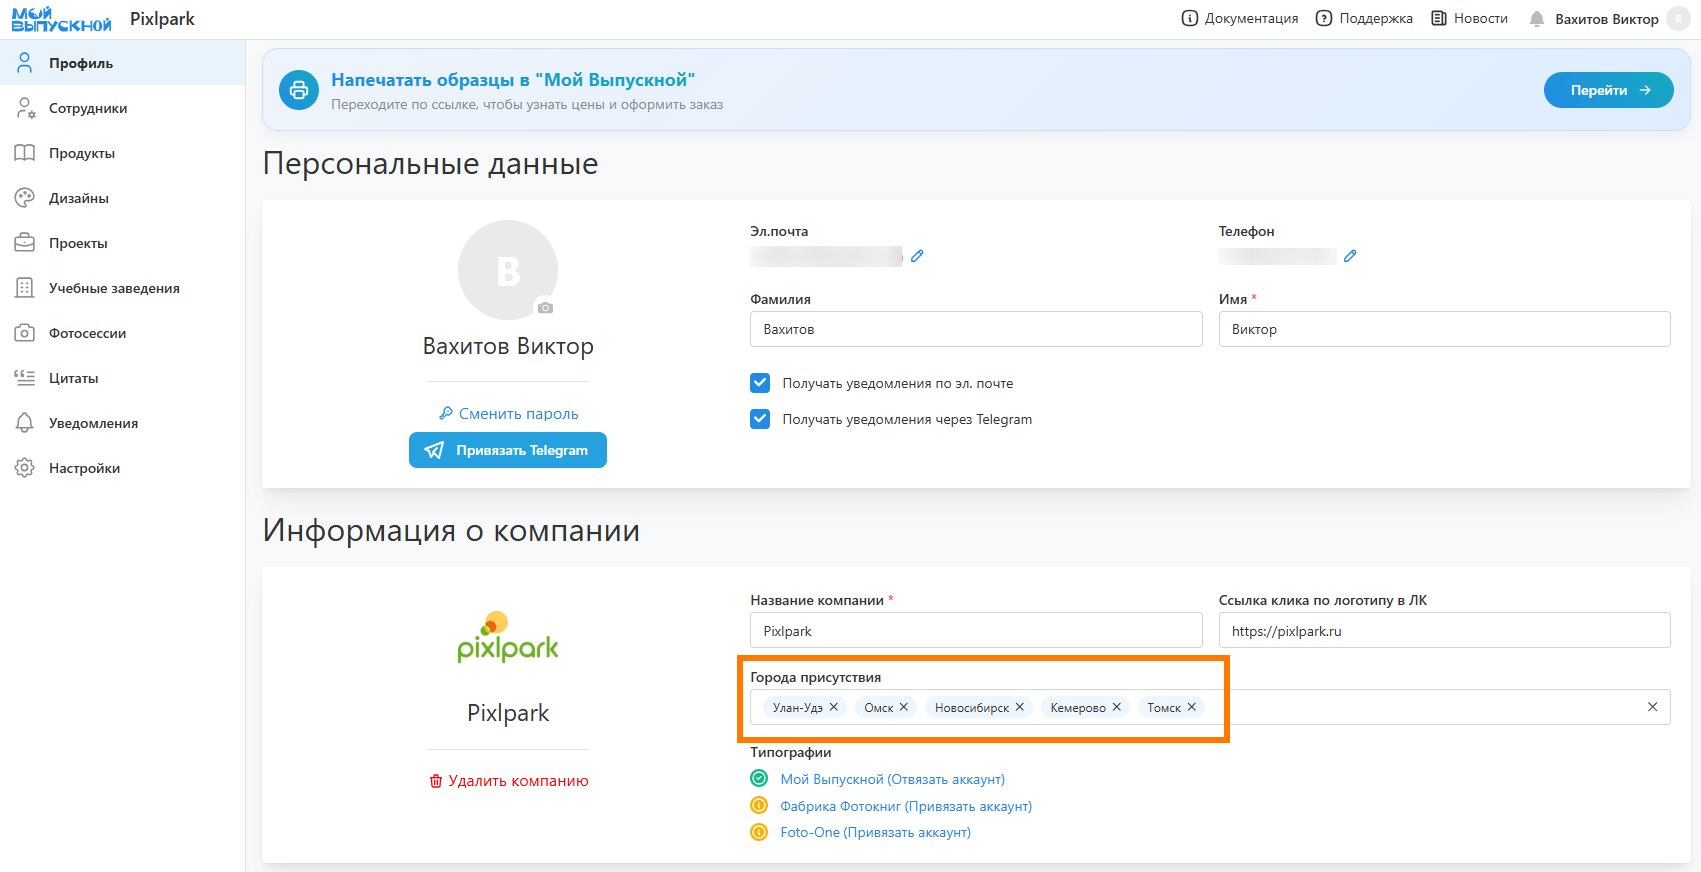 МОЙ ВЫПУСКНОЙ
Pixlpark
Документация
Поддержка
Новости
Вахитов Виктор
В
Профиль
Сотрудники
Продукты
Дизайны
Проекты
Учебные заведения
Фотосессии
Цитаты
Уведомления
Настройки
Напечатать образцы в "Мой Выпускной"
Переходите по ссылке, чтобы узнать цены и оформить заказ
Перейти →
Персональные данные
В
Вахитов Виктор
Сменить пароль
Привязать Telegram
Эл.почта
Телефон
Фамилия
Имя *
Вахитов
Виктор
Получать уведомления по эл. почте
Получать уведомления через Telegram
Информация о компании
pixlpark
Pixlpark
Удалить компанию
Название компании *
Ссылка клика по логотипу в ЛК
Pixlpark
https://pixlpark.ru
Города присутствия
Улан-Удэ ✕ Омск ✕ Новосибирск ✕ Кемерово ✕ Томск ✕
Типографии
Мой Выпускной (Отвязать аккаунт)
Фабрика Фотокниг (Привязать аккаунт)
Foto-One (Привязать аккаунт)